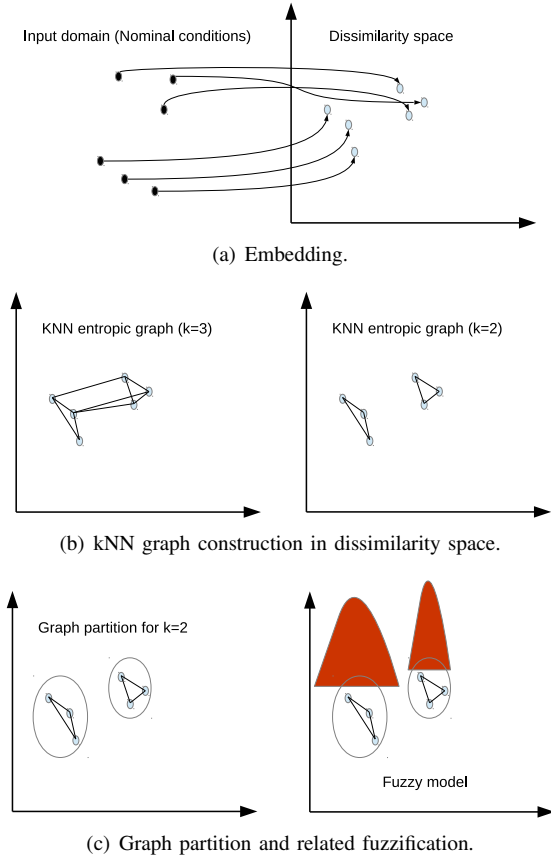 Input domain (Nominal conditions)
Dissimilarity space
(a) Embedding.
KNN entropic graph (k=3)
KNN entropic graph (k=2)
(b) kNN graph construction in dissimilarity space.
Graph partition for k=2
Fuzzy model
(c) Graph partition and related fuzzification.